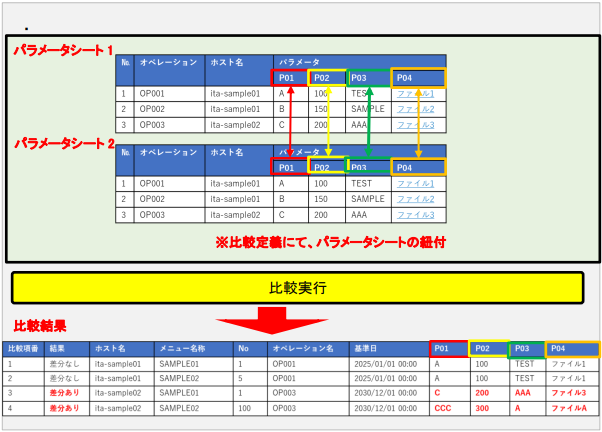 パラメータシート１
№ オペレーション ホスト名 パラメータ
P01 P02 P03 P04
1 OP001 ita-sample01 A 100 TEST ファイル1
2 OP002 ita-sample01 B 150 SAMPLE ファイル2
3 OP003 ita-sample02 C 200 AAA ファイル3
パラメータシート２
№ オペレーション ホスト名 パラメータ
P01 P02 P03 P04
1 OP001 ita-sample01 A 100 TEST ファイル1
2 OP002 ita-sample01 B 150 SAMPLE ファイル2
3 OP003 ita-sample02 C 200 AAA ファイル3
※比較定義にて、パラメータシートの紐付
比較実行
比較結果
比較項番 結果 ホスト名 メニュー名称 No オペレーション名 基準日 P01 P02 P03 P04
1 差分なし ita-sample01 SAMPLE01 1 OP001 2025/01/01 00:00 A 100 TEST ファイル1
2 差分なし ita-sample01 SAMPLE02 5 OP001 2025/01/01 00:00 A 100 TEST ファイル1
3 差分あり ita-sample02 SAMPLE01 1 OP003 2030/12/01 00:00 C 200 AAA ファイル3
4 差分あり ita-sample02 SAMPLE02 100 OP003 2030/12/01 00:00 CCC 300 A ファイルA